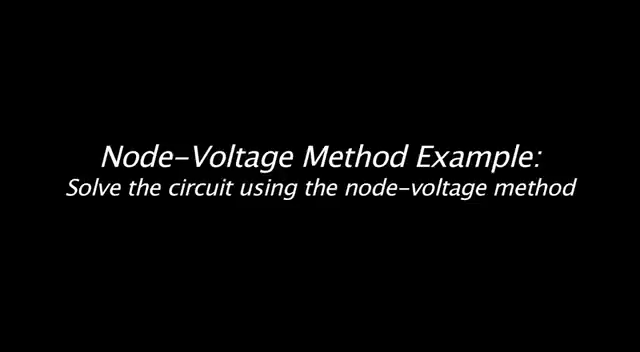 Node-Voltage Method Example:
Solve the circuit using the node-voltage method